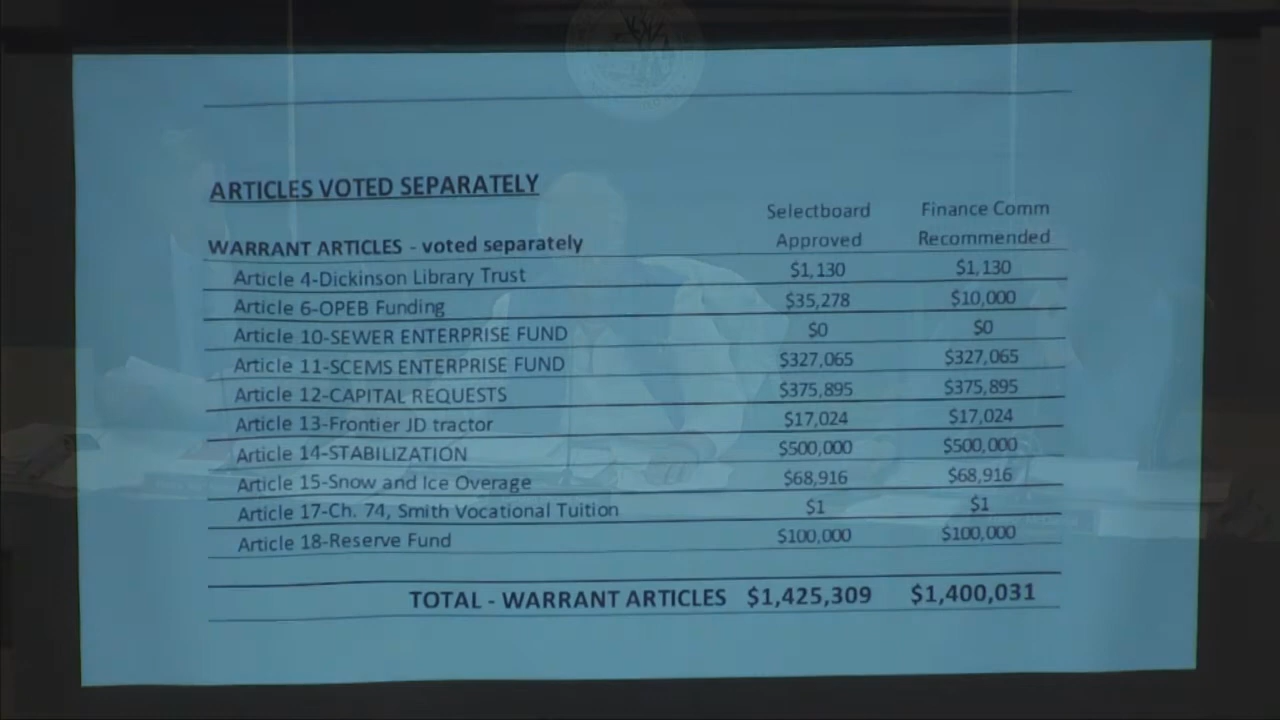 ARTICLES VOTED SEPARATELY
Selectboard Finance Comm
WARRANT ARTICLES - voted separately Approved Recommended
Article 4-Dickinson Library Trust $1,130 $1,130
Article 6-OPEB Funding $35,278 $10,000
Article 10-SEWER ENTERPRISE FUND $0 $0
Article 11-SCEMS ENTERPRISE FUND $327,065 $327,065
Article 12-CAPITAL REQUESTS $375,895 $375,895
Article 13-Frontier JD tractor $17,024 $17,024
Article 14-STABILIZATION $500,000 $500,000
Article 15-Snow and Ice Overage $68,916 $68,916
Article 17-Ch. 74, Smith Vocational Tuition $1 $1
Article 18-Reserve Fund $100,000 $100,000
TOTAL - WARRANT ARTICLES $1,425,309 $1,400,031